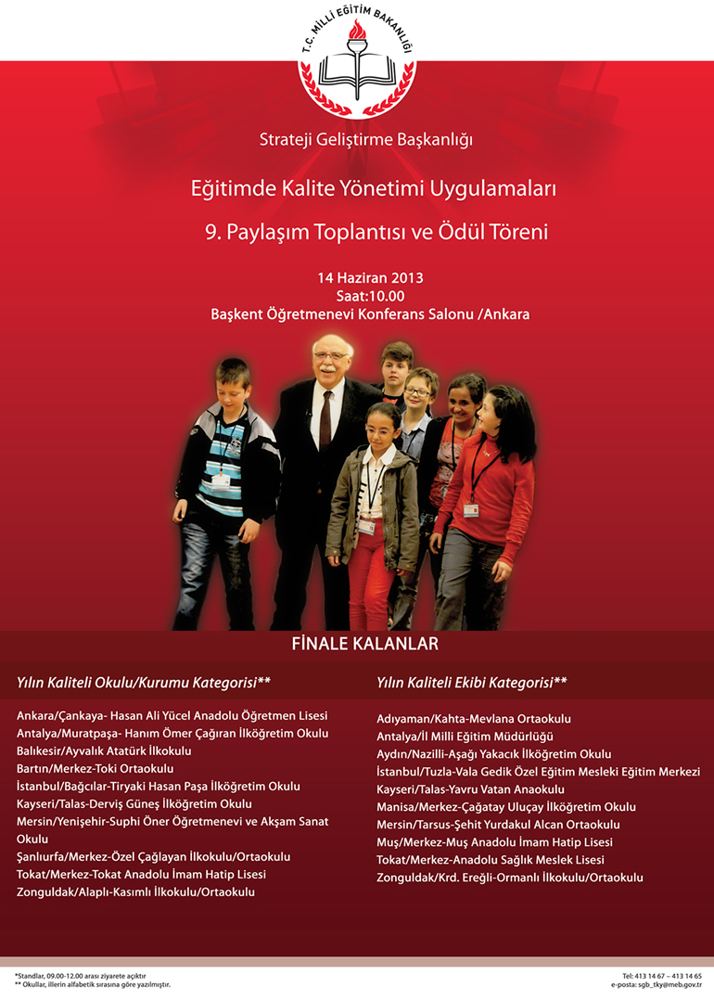 T.C. MİLLİ EĞİTİM BAKANLIĞI
Strateji Geliştirme Başkanlığı
Eğitimde Kalite Yönetimi Uygulamaları
9. Paylaşım Toplantısı ve Ödül Töreni
14 Haziran 2013
Saat:10.00
Başkent Öğretmenevi Konferans Salonu /Ankara
FİNALE KALANLAR
Yılın Kaliteli Okulu/Kurumu Kategorisi**
Ankara/Çankaya- Hasan Ali Yücel Anadolu Öğretmen Lisesi
Antalya/Muratpaşa- Hanım Ömer Çağıran İlköğretim Okulu
Balıkesir/Ayvalık Atatürk İlkokulu
Bartın/Merkez-Toki Ortaokulu
İstanbul/Bağcılar-Tiryaki Hasan Paşa İlköğretim Okulu
Kayseri/Talas-Derviş Güneş İlköğretim Okulu
Mersin/Yenişehir-Suphi Öner Öğretmenevi ve Akşam Sanat
Okulu
Şanlıurfa/Merkez-Özel Çağlayan İlkokulu/Ortaokulu
Tokat/Merkez-Tokat Anadolu İmam Hatip Lisesi
Zonguldak/Alaplı-Kasımlı İlkokulu/Ortaokulu
Yılın Kaliteli Ekibi Kategorisi**
Adıyaman/Kahta-Mevlana Ortaokulu
Antalya/İl Milli Eğitim Müdürlüğü
Aydın/Nazilli-Aşağı Yakacık İlköğretim Okulu
İstanbul/Tuzla-Vala Gedik Özel Eğitim Mesleki Eğitim Merkezi
Kayseri/Talas-Yavru Vatan Anaokulu
Manisa/Merkez-Çağatay Uluçay İlköğretim Okulu
Mersin/Tarsus-Şehit Yurdakul Alcan Ortaokulu
Muş/Merkez-Muş Anadolu İmam Hatip Lisesi
Tokat/Merkez-Anadolu Sağlık Meslek Lisesi
Zonguldak/Krd. Ereğli-Ormanlı İlkokulu/Ortaokulu
*Standlar, 09.00-12.00 arası ziyarete açıktır
** Okullar, illerin alfabetik sırasına göre yazılmıştır.
Tel: 413 14 67 – 413 14 65
e-posta: sgb_tky@meb.gov.tr